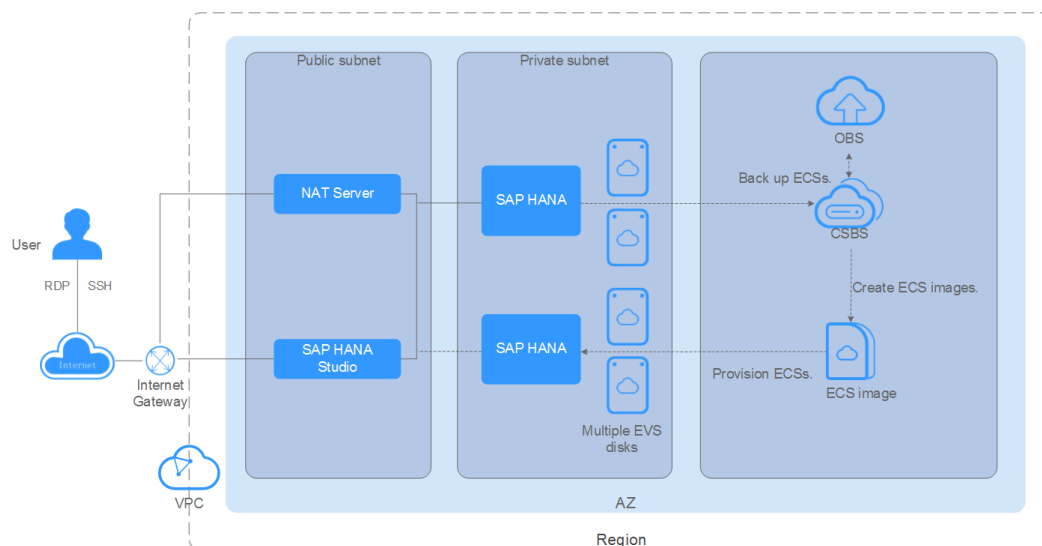 Public subnet
Private subnet
OBS
NAT Server
SAP HANA
Back up ECSs.
CSBS
User
RDP
SSH
Create ECS images.
Internet
Internet
Gateway
SAP HANA
Studio
SAP HANA
Provision ECSs.
ECS image
Multiple EVS
disks
VPC
AZ
Region